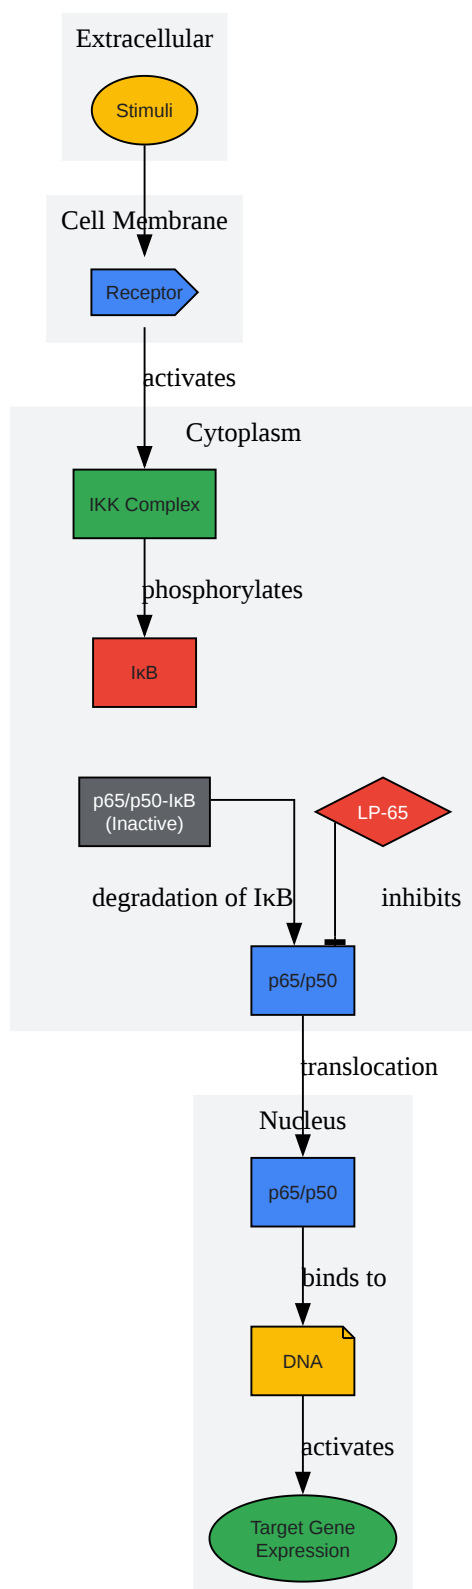 Extracellular
Stimuli
Cell Membrane
Receptor
activates
Cytoplasm
IKK Complex
phosphorylates
IκB
p65/p50-IκB
(Inactive)
LP-65
degradation of IκB
inhibits
p65/p50
translocation
Nucleus
p65/p50
binds to
DNA
activates
Target Gene
Expression